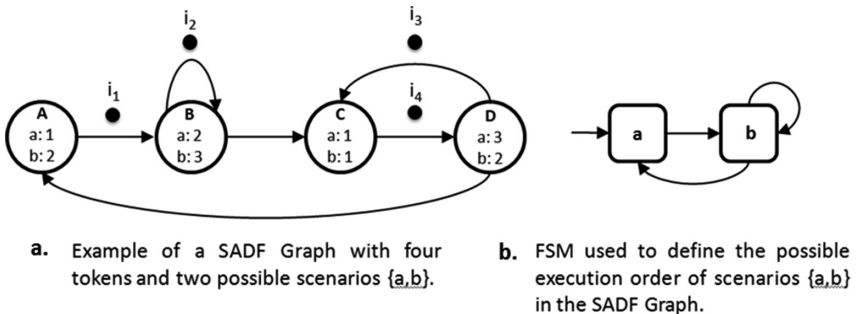 i2
i3
i1
i4
A
a: 1
b: 2
B
a: 2
b: 3
C
a: 1
b: 1
D
a: 3
b: 2
a
b
a. Example of a SADF Graph with four
tokens and two possible scenarios {a,b}.
b. FSM used to define the possible
execution order of scenarios {a,b}
in the SADF Graph.